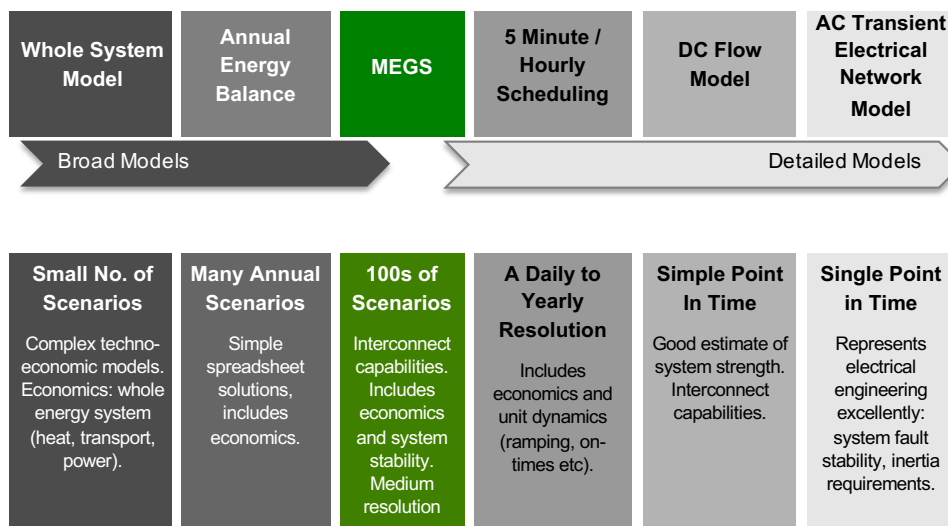 Whole System
Model
Annual
Energy
Balance
MEGS
5 Minute /
Hourly
Scheduling
DC Flow
Model
AC Transient
Electrical
Network
Model
Broad Models
Detailed Models
Small No. of
Scenarios
Complex techno-
economic models.
Economics: whole
energy system
(heat, transport,
power).
Many Annual
Scenarios
Simple
spreadsheet
solutions,
includes
economics.
100s of
Scenarios
Interconnect
capabilities.
Includes
economics
and system
stability.
Medium
resolution
A Daily to
Yearly
Resolution
Includes
economics and
unit dynamics
(ramping, on-
times etc).
Simple Point
In Time
Good estimate of
system strength.
Interconnect
capabilities.
Single Point
in Time
Represents
electrical
engineering
excellently:
system fault
stability, inertia
requirements.